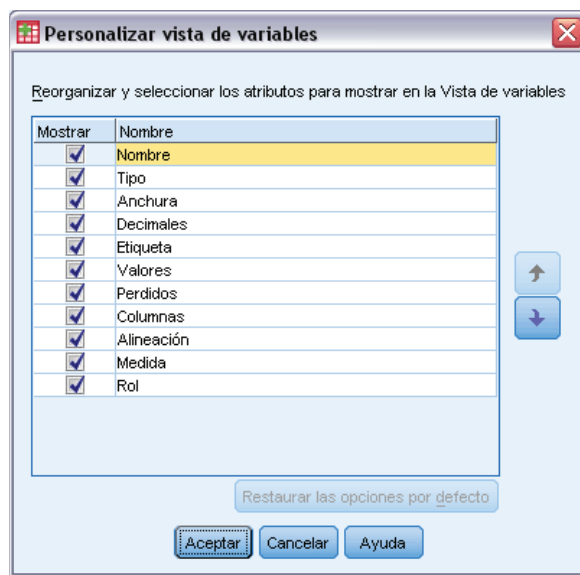 Personalizar vista de variables
Reorganizar y seleccionar los atributos para mostrar en la Vista de variables
Mostrar Nombre
Nombre
Tipo
Anchura
Decimales
Etiqueta
Valores
Perdidos
Columnas
Alineación
Medida
Rol
Restaurar las opciones por defecto
Aceptar Cancelar Ayuda